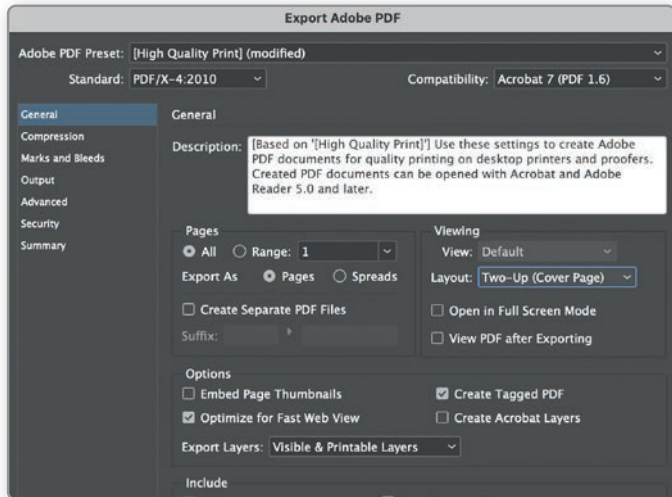 Export Adobe PDF
Adobe PDF Preset: [High Quality Print] (modified)
Standard: PDF/X-4:2010 Compatibility: Acrobat 7 (PDF 1.6)
General
Compression
Marks and Bleeds
Output
Advanced
Security
Summary
General
Description: [Based on '[High Quality Print]'] Use these settings to create Adobe
PDF documents for quality printing on desktop printers and proofers.
Created PDF documents can be opened with Acrobat and Adobe
Reader 5.0 and later.
Pages
All Range: 1
Export As Pages Spreads
Create Separate PDF Files
Suffix:
Viewing
View: Default
Layout: Two-Up (Cover Page)
Open in Full Screen Mode
View PDF after Exporting
Options
Embed Page Thumbnails Create Tagged PDF
Optimize for Fast Web View Create Acrobat Layers
Export Layers: Visible & Printable Layers
Include